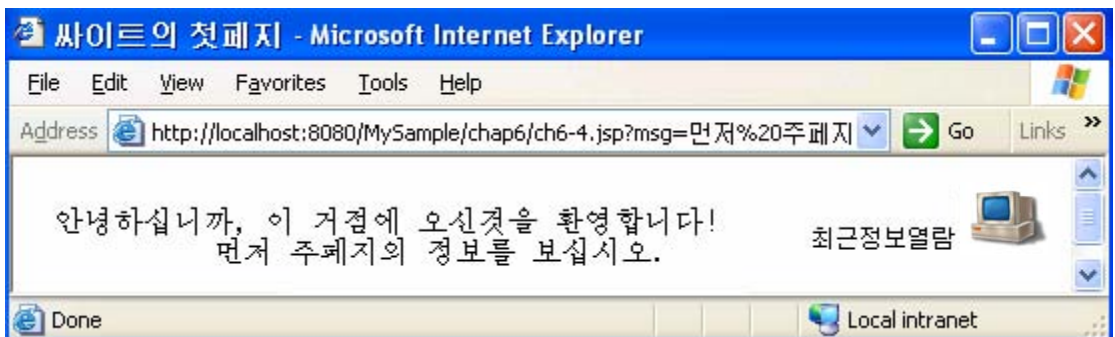 싸이트의 첫페지 - Microsoft Internet Explorer
File Edit View Favorites Tools Help
Address http://localhost:8080/MySample/chap6/ch6-4.jsp?msg=먼저%20주페지 Go Links »
안녕하십니까, 이 거점에 오신것을 환영합니다!
먼저 주페지의 정보를 보십시오.
최근정보열람
Done Local intranet